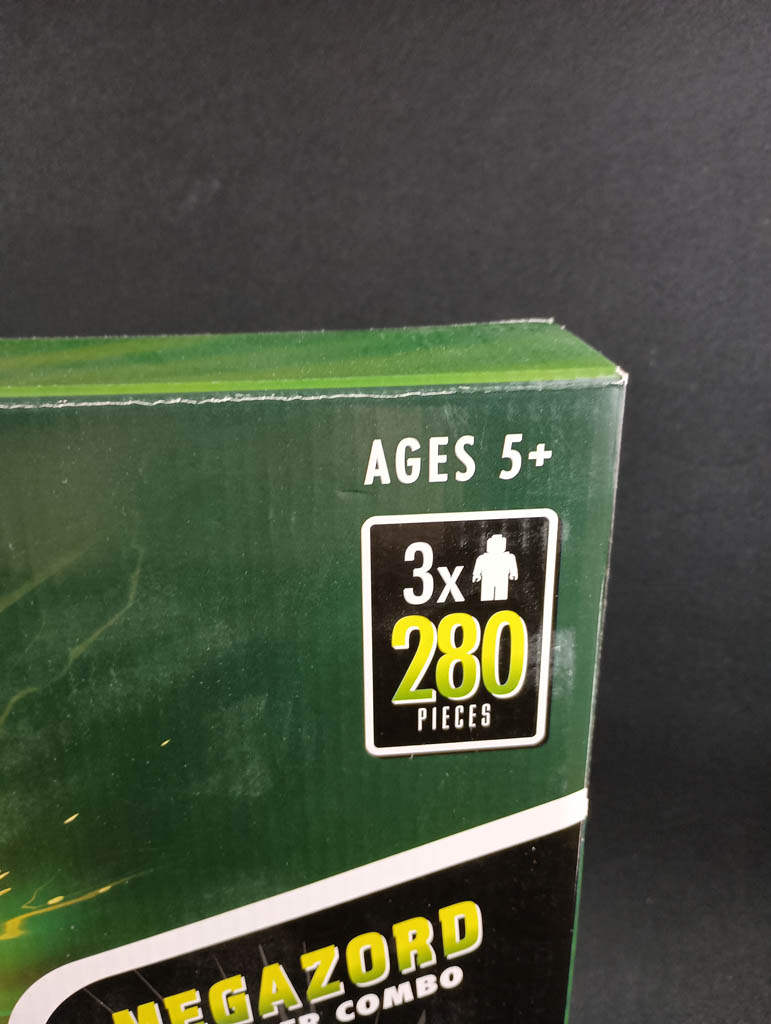 AGES 5+
3x
280
PIECES
MEGAZORD
COMBO